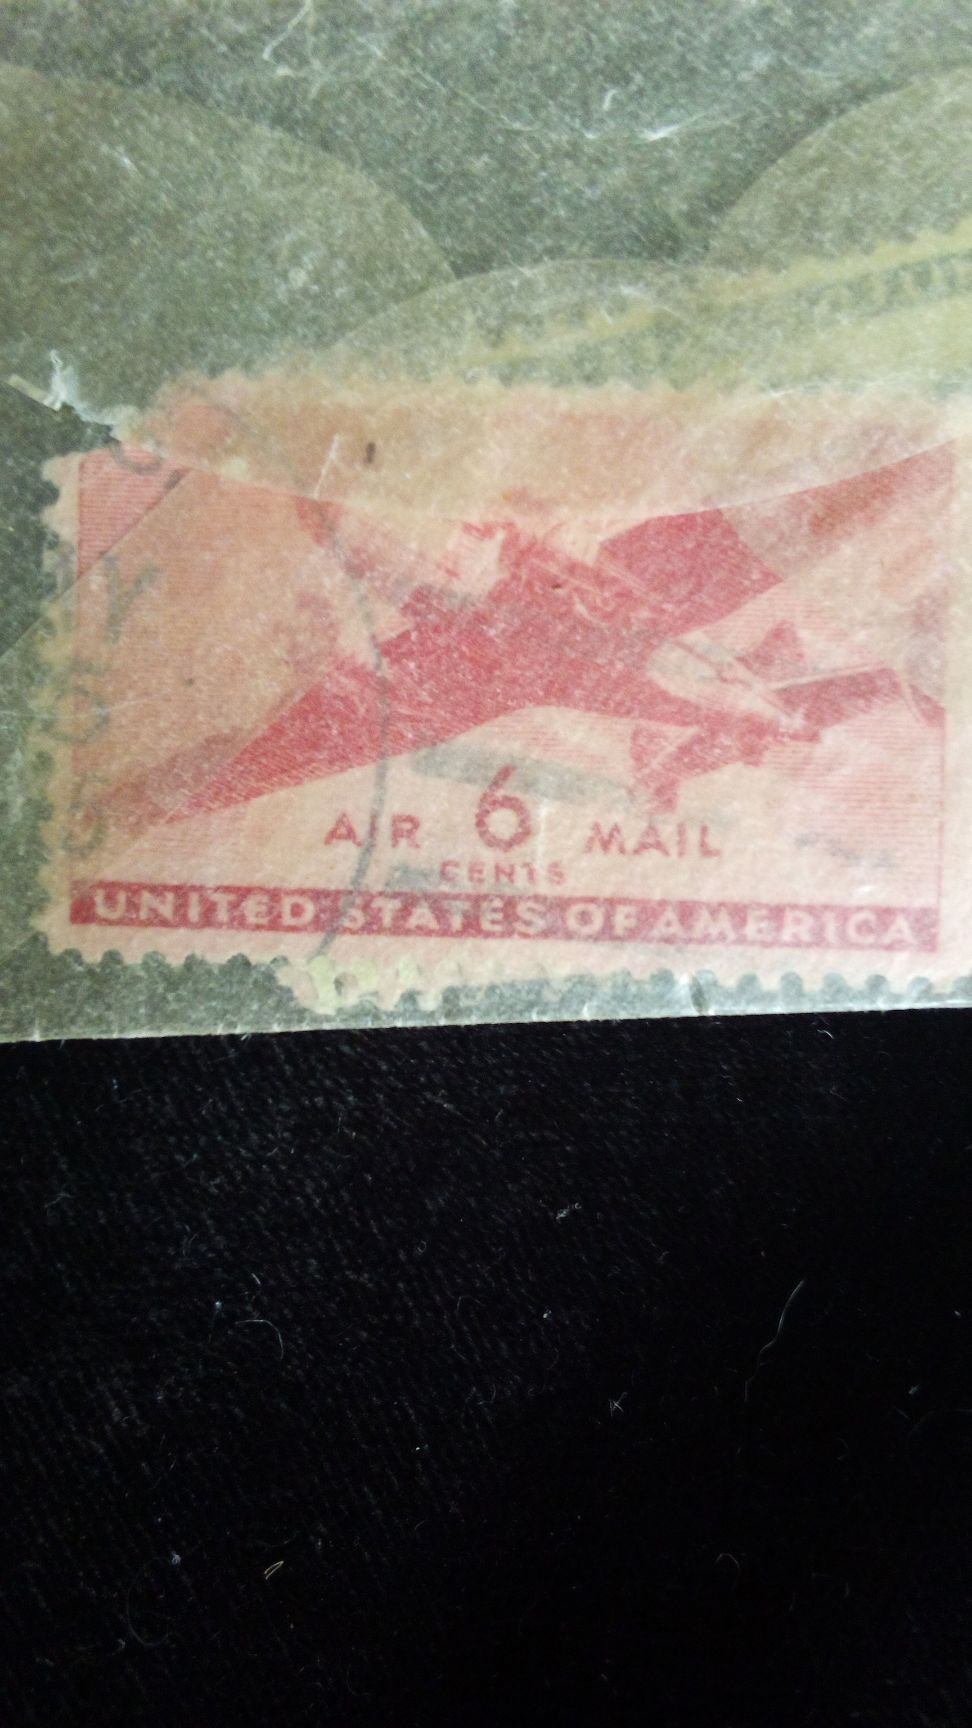 6
AIR MAIL
CENTS
UNITED STATES OF AMERICA